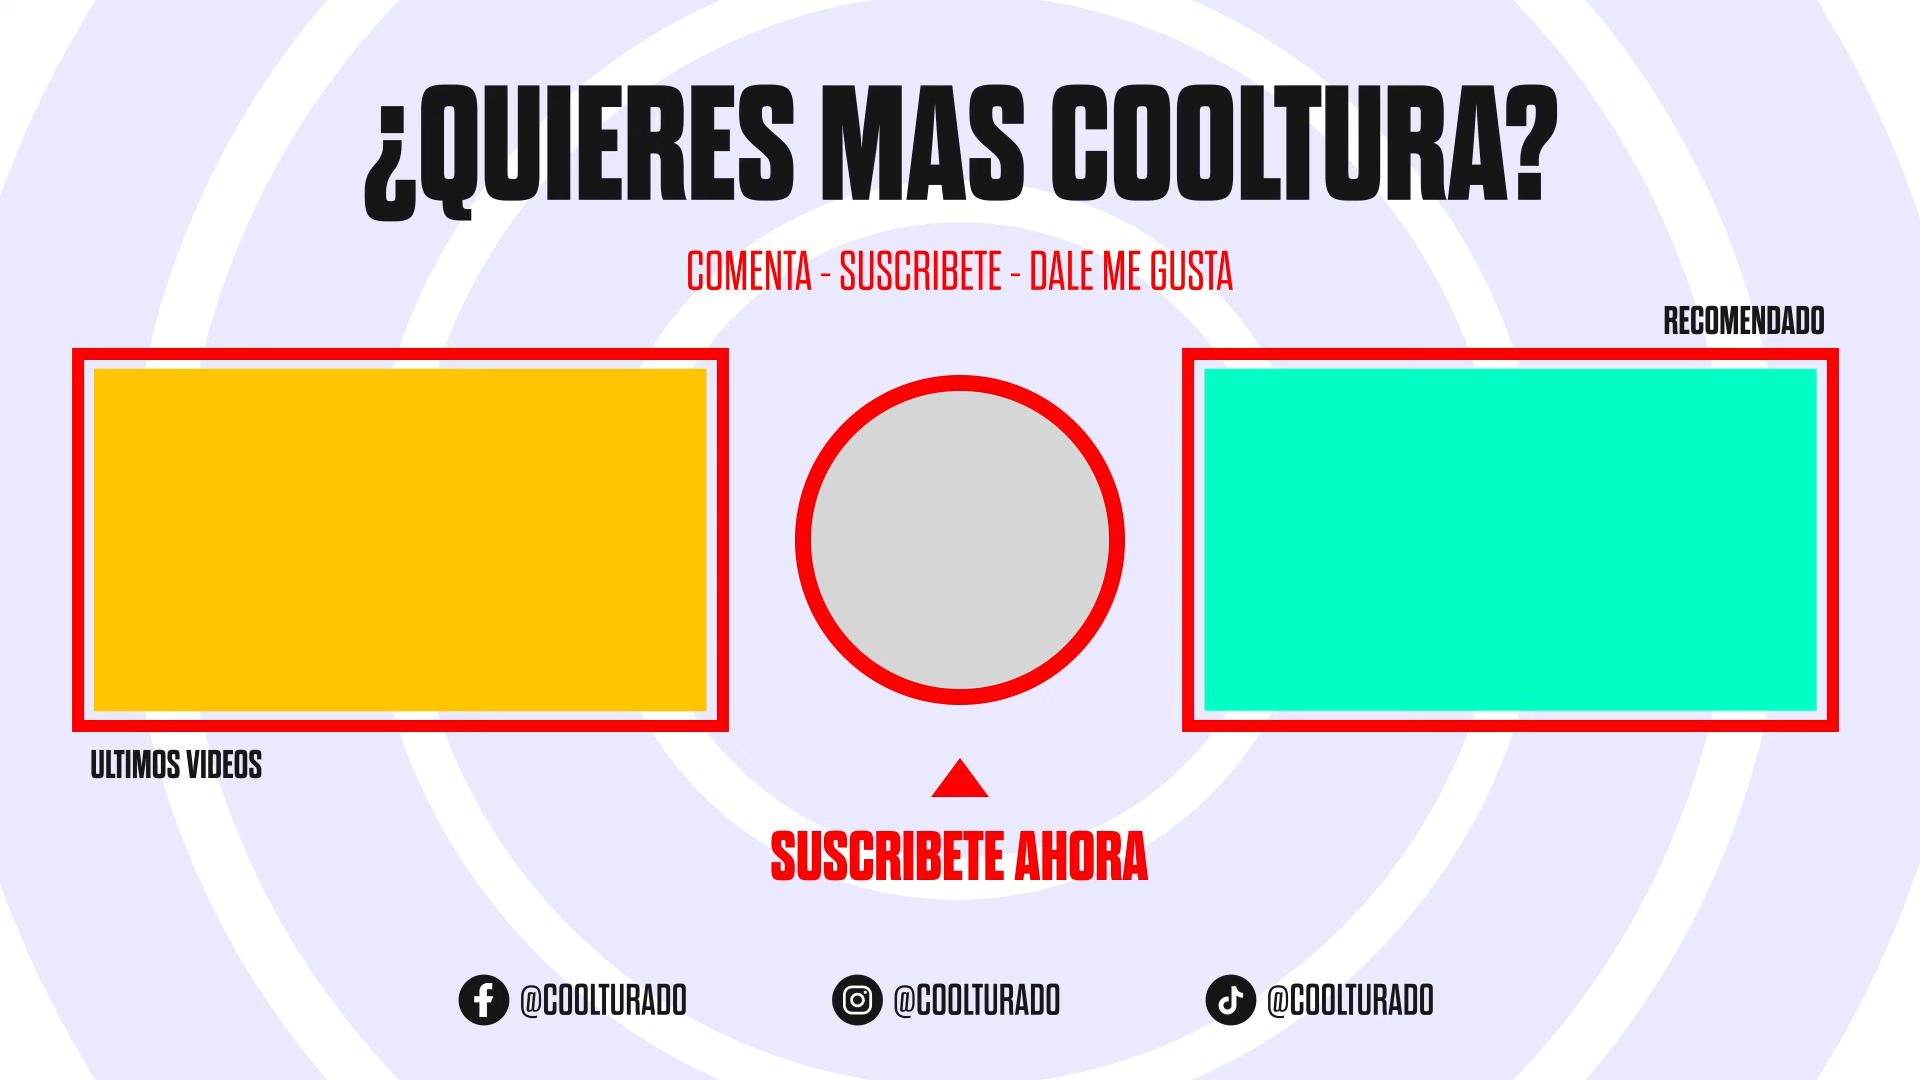 ¿QUIERES MAS COOLTURA?
COMENTA - SUSCRIBETE - DALE ME GUSTA
RECOMENDADO
ULTIMOS VIDEOS
SUSCRIBETE AHORA
@COOLTURADO
@COOLTURADO
@COOLTURADO